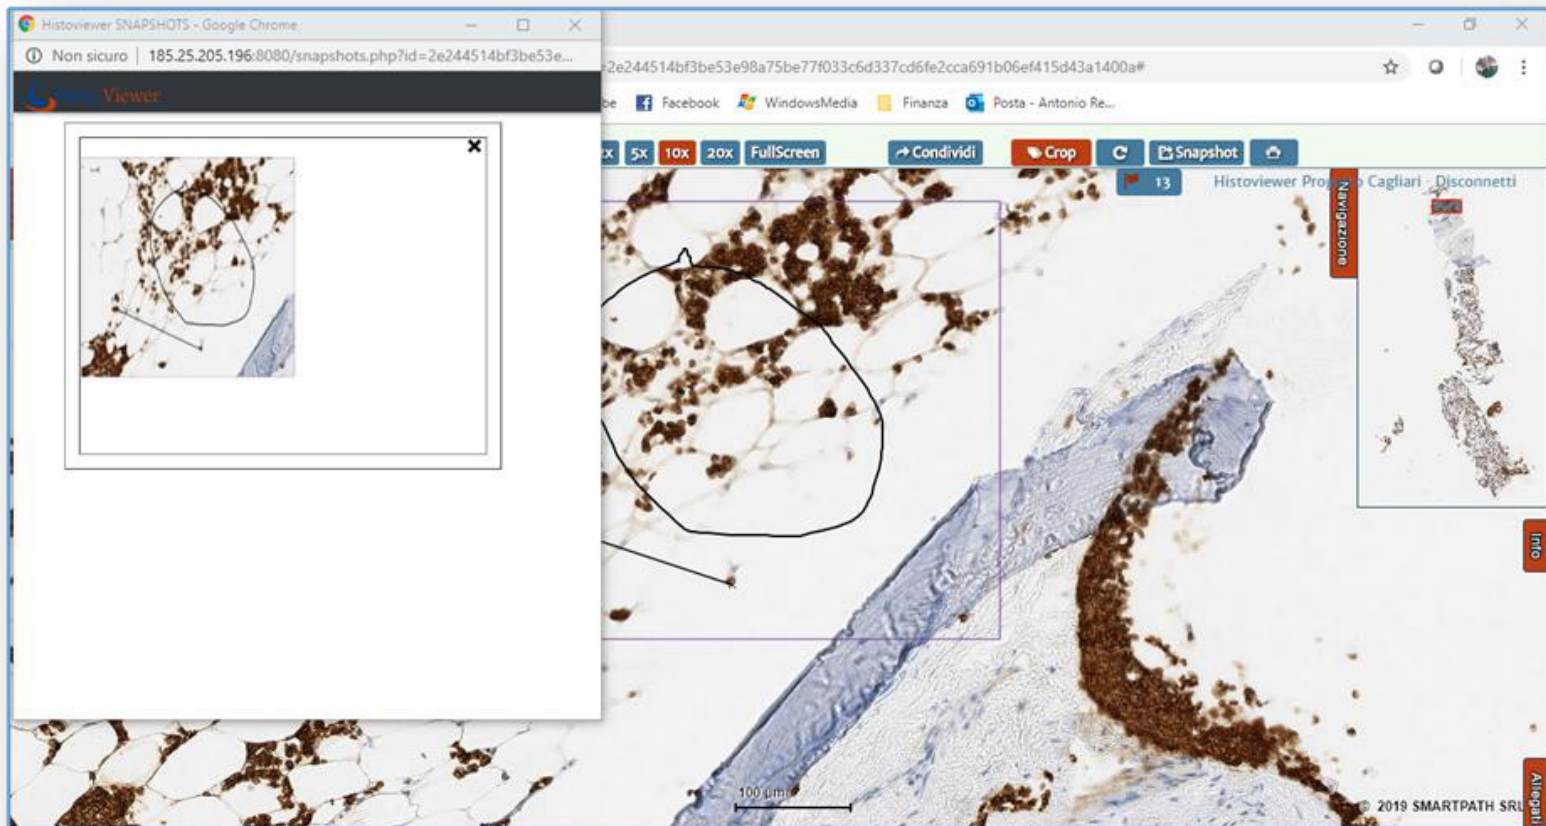 Histoviewer SNAPSHOTS - Google Chrome
Non sicuro | 185.25.205.196:8080/snapshots.php?id=2e244514bf3be53e...
=2e244514bf3be53e98a75be77f033c6d337cd6fe2cca691b06ef415d43a1400a#
Viewer
be Facebook WindowsMedia Finanza Posta - Antonio Re...
5x 10x 20x FullScreen Condividi Crop Snapshot
13 Histoviewer Cagliari - Disconnetti
Navigazione
Info
100 µm
© 2019 SMARTPATH SRL
Allegati